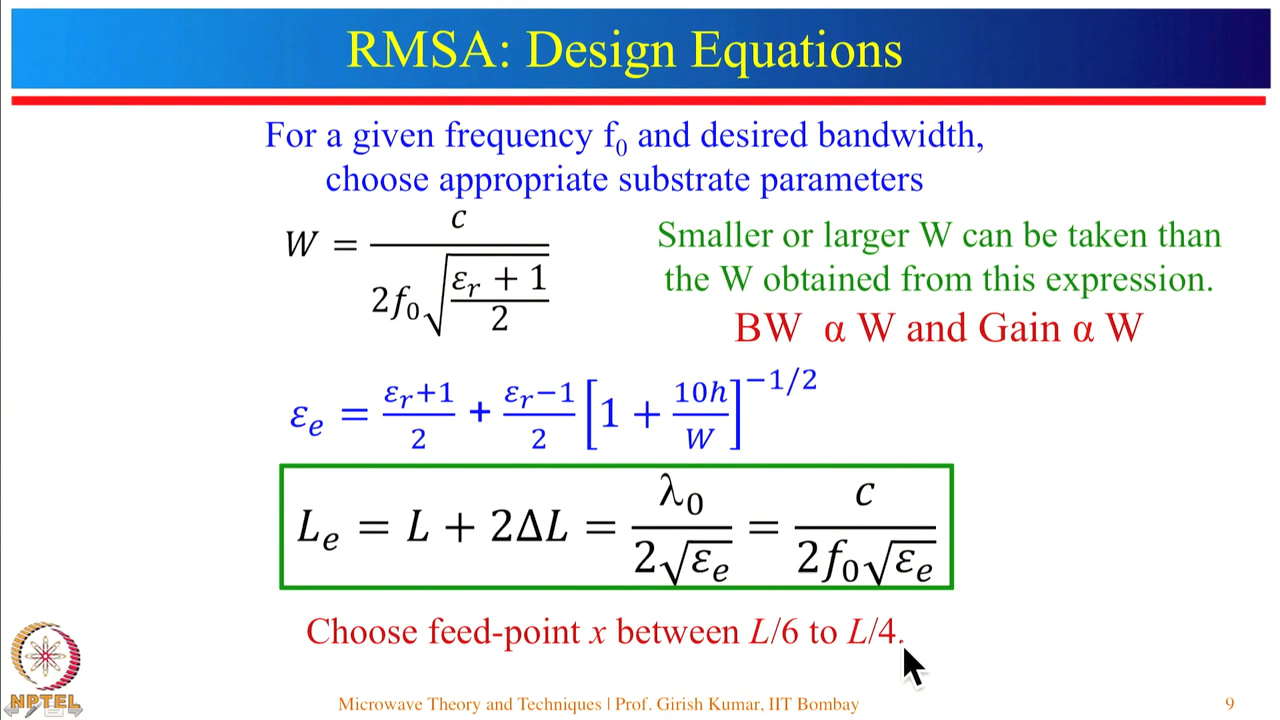 RMSA: Design Equations
For a given frequency f₀ and desired bandwidth,
choose appropriate substrate parameters
W = c / (2f₀ √((εᵣ + 1)/2))
Smaller or larger W can be taken than
the W obtained from this expression.
BW α W and Gain α W
εₑ = (εᵣ+1)/2 + (εᵣ−1)/2 [1 + 10h/W]^(−1/2)
Lₑ = L + 2ΔL = λ₀ / (2√εₑ) = c / (2f₀√εₑ)
Choose feed-point x between L/6 to L/4.
NPTEL
Microwave Theory and Techniques | Prof. Girish Kumar, IIT Bombay
9